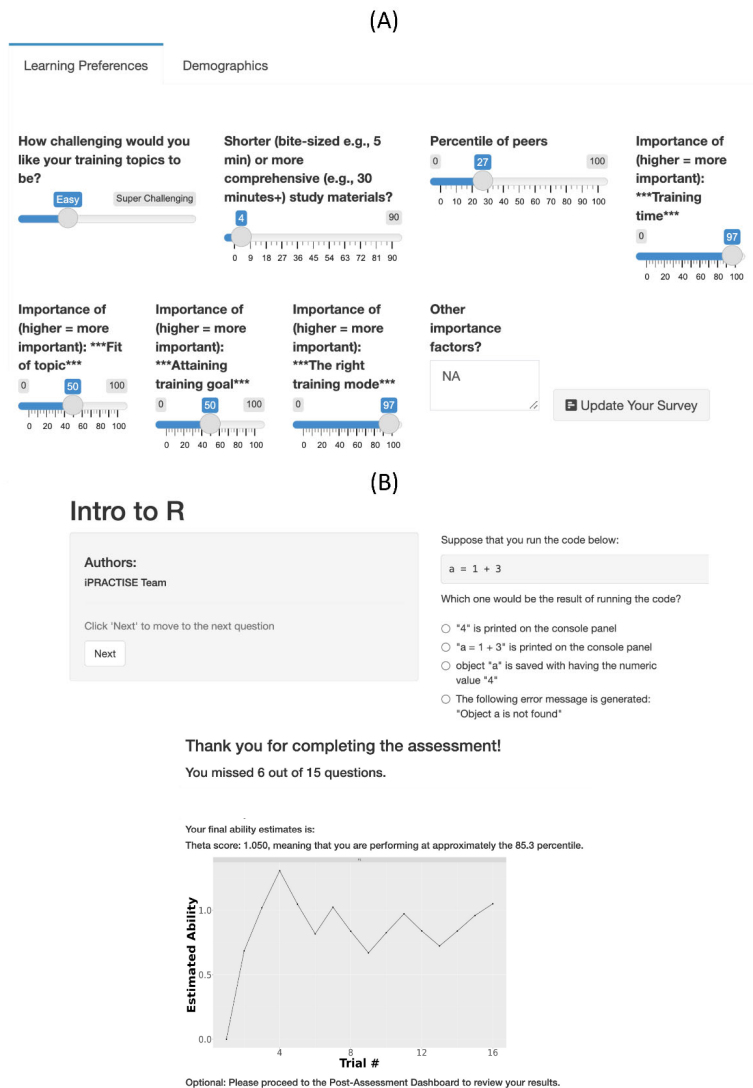 (A)
Learning Preferences
Demographics
How challenging would you
like your training topics to
be?
Easy
Super Challenging
Shorter (bite-sized e.g., 5
min) or more
comprehensive (e.g., 30
minutes+) study materials?
4
90
0 9 18 27 36 45 54 63 72 81 90
Percentile of peers
0
27
100
0 10 20 30 40 50 60 70 80 90 100
Importance of
(higher = more
important):
***Training
time***
0
97
0 20 40 60 80 100
Importance of
(higher = more
important): ***Fit
of topic***
0
50
100
0 20 40 60 80 100
Importance of
(higher = more
important):
***Attaining
training goal***
0
50
100
0 20 40 60 80 100
Importance of
(higher = more
important):
***The right
training mode***
0
97
0 20 40 60 80 100
Other
importance
factors?
NA
Update Your Survey
(B)
Intro to R
Authors:
iPRACTISE Team
Click 'Next' to move to the next question
Next
Suppose that you run the code below:
a = 1 + 3
Which one would be the result of running the code?
"4" is printed on the console panel
"a = 1 + 3" is printed on the console panel
object "a" is saved with having the numeric
value "4"
The following error message is generated:
"Object a is not found"
Thank you for completing the assessment!
You missed 6 out of 15 questions.
Your final ability estimates is:
Theta score: 1.050, meaning that you are performing at approximately the 85.3 percentile.
Estimated Ability
1.0
0.5
0.0
4 8 12 16
Trial #
Optional: Please proceed to the Post-Assessment Dashboard to review your results.